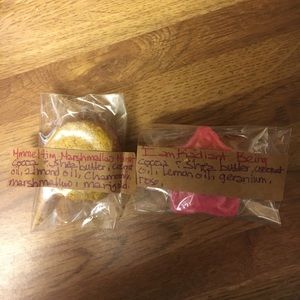 Marshmallow
cocoa & shea butter, coconut
oil, almond oil, chamomile,
marshmallow, marigold,
I am Radiant Being
cocoa & shea butter, coconut
oil, Lemon oil, geranium,
rose